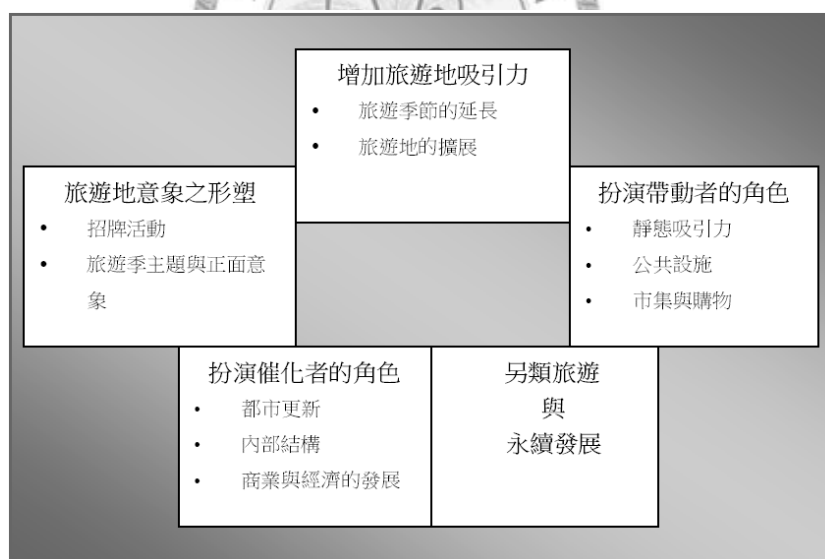 增加旅遊地吸引力
• 旅遊季節的延長
• 旅遊地的擴展
旅遊地意象之形塑
• 招牌活動
• 旅遊季主題與正面意
象
扮演帶動者的角色
• 靜態吸引力
• 公共設施
• 市集與購物
扮演催化者的角色
• 都市更新
• 內部結構
• 商業與經濟的發展
另類旅遊
與
永續發展